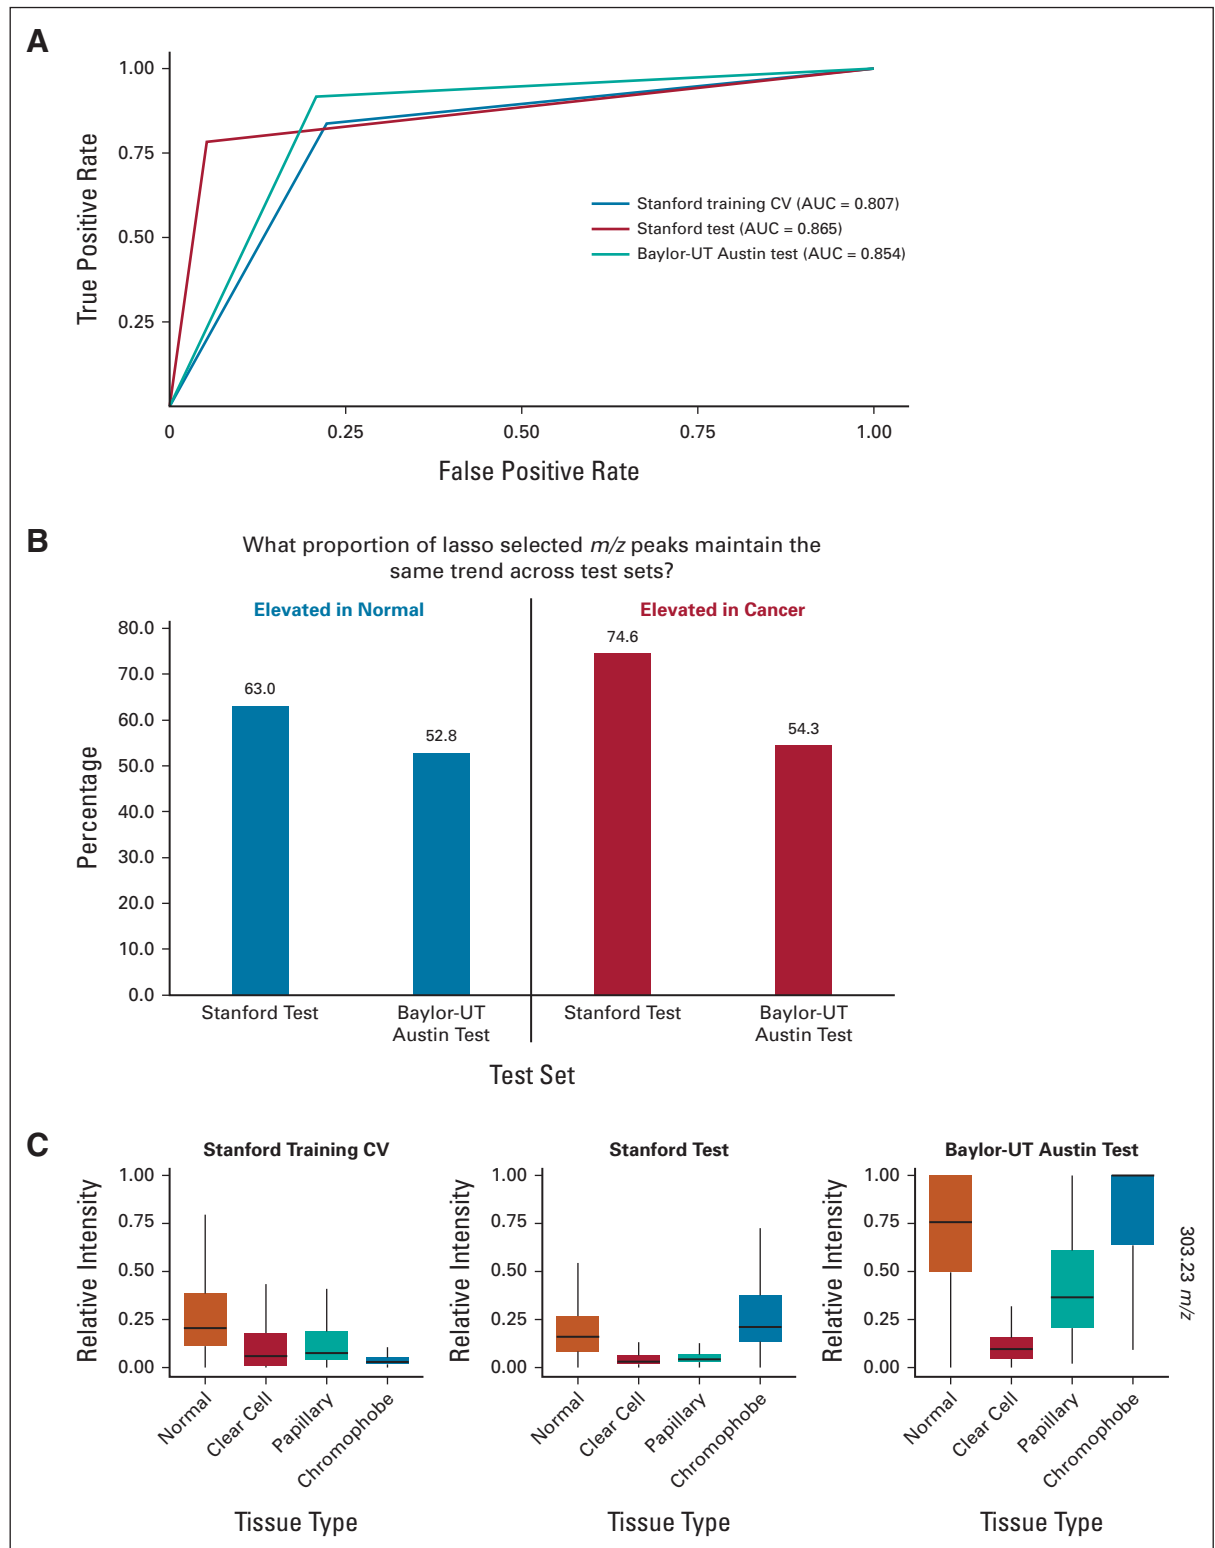 A
1.00
0.75
0.50
0.25
True Positive Rate
Stanford training CV (AUC = 0.807)
Stanford test (AUC = 0.865)
Baylor-UT Austin test (AUC = 0.854)
0 0.25 0.50 0.75 1.00
False Positive Rate
B
What proportion of lasso selected m/z peaks maintain the
same trend across test sets?
Elevated in Normal Elevated in Cancer
80.0
70.0
60.0
50.0
40.0
30.0
20.0
10.0
0.0
Percentage
63.0
52.8
74.6
54.3
Stanford Test
Baylor-UT
Austin Test
Stanford Test
Baylor-UT
Austin Test
Test Set
C
Stanford Training CV
1.00
0.75
0.50
0.25
0.00
Relative Intensity
Normal
Clear Cell
Papillary
Chromophobe
Tissue Type
Stanford Test
1.00
0.75
0.50
0.25
0.00
Relative Intensity
Normal
Clear Cell
Papillary
Chromophobe
Tissue Type
Baylor-UT Austin Test
1.00
0.75
0.50
0.25
0.00
Relative Intensity
Normal
Clear Cell
Papillary
Chromophobe
Tissue Type
303.23 m/z